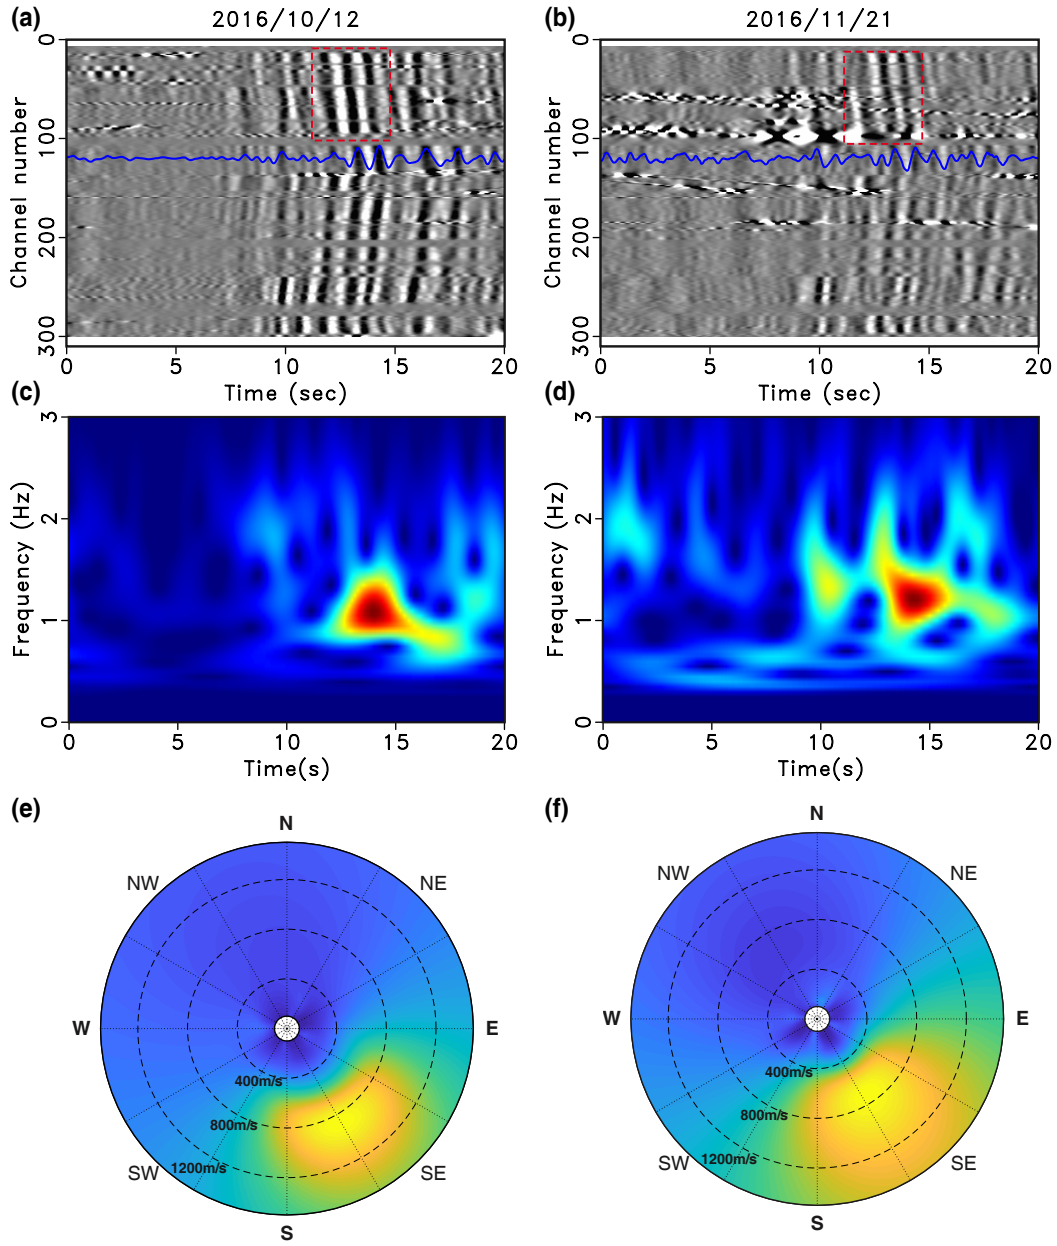 (a) 2016/10/12
0
100
200
300
Channel number
0 5 10 15 20
Time (sec)
(b) 2016/11/21
0
100
200
300
Channel number
0 5 10 15 20
Time (sec)
(c)
3
2
1
0
Frequency (Hz)
0 5 10 15 20
Time(s)
(d)
3
2
1
0
Frequency (Hz)
0 5 10 15 20
Time(s)
(e)
N
NW NE
W E
400m/s
800m/s
1200m/s
SW SE
S
(f)
N
NW NE
W E
400m/s
800m/s
1200m/s
SW SE
S